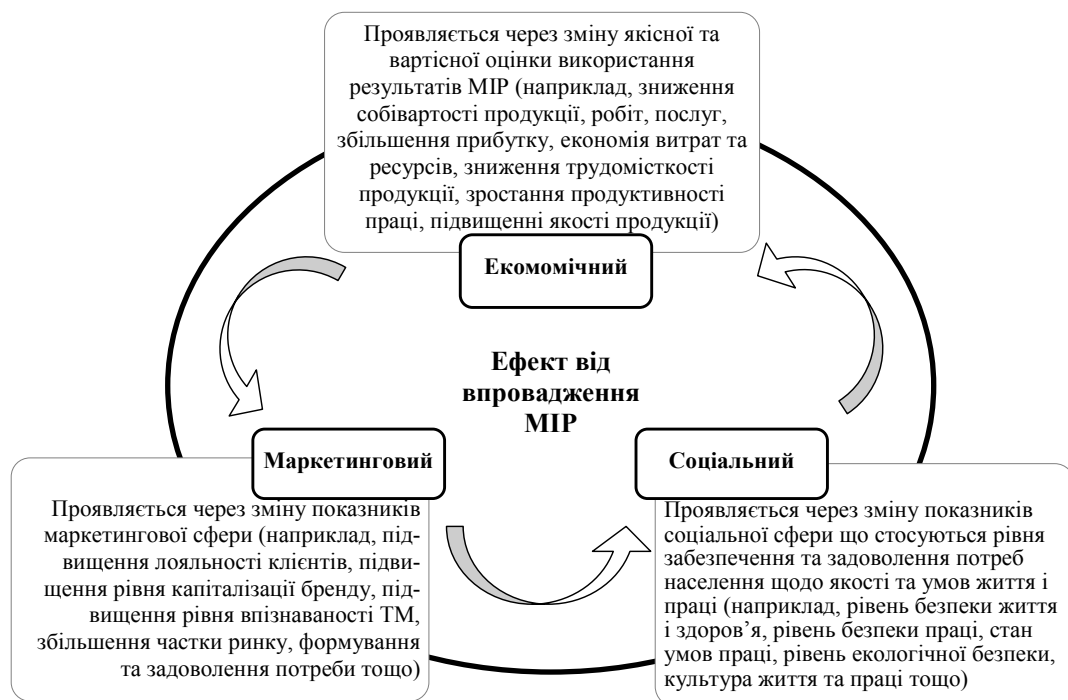 Проявляється через зміну якісної та
вартісної оцінки використання
результатів МІР (наприклад, зниження
собівартості продукції, робіт, послуг,
збільшення прибутку, економія витрат та
ресурсів, зниження трудомісткості
продукції, зростання продуктивності
праці, підвищенні якості продукції)
Екомомічний
Ефект від
впровадження
МІР
Маркетинговий
Проявляється через зміну показників
маркетингової сфери (наприклад, під-
вищення лояльності клієнтів, підви-
щення рівня капіталізації бренду, під-
вищення рівня впізнаваності ТМ,
збільшення частки ринку, формування
та задоволення потреби тощо)
Соціальний
Проявляється через зміну показників
соціальної сфери що стосуються рівня
забезпечення та задоволення потреб
населення щодо якості та умов життя і
праці (наприклад, рівень безпеки життя
і здоров’я, рівень безпеки праці, стан
умов праці, рівень екологічної безпеки,
культура життя та праці тощо)